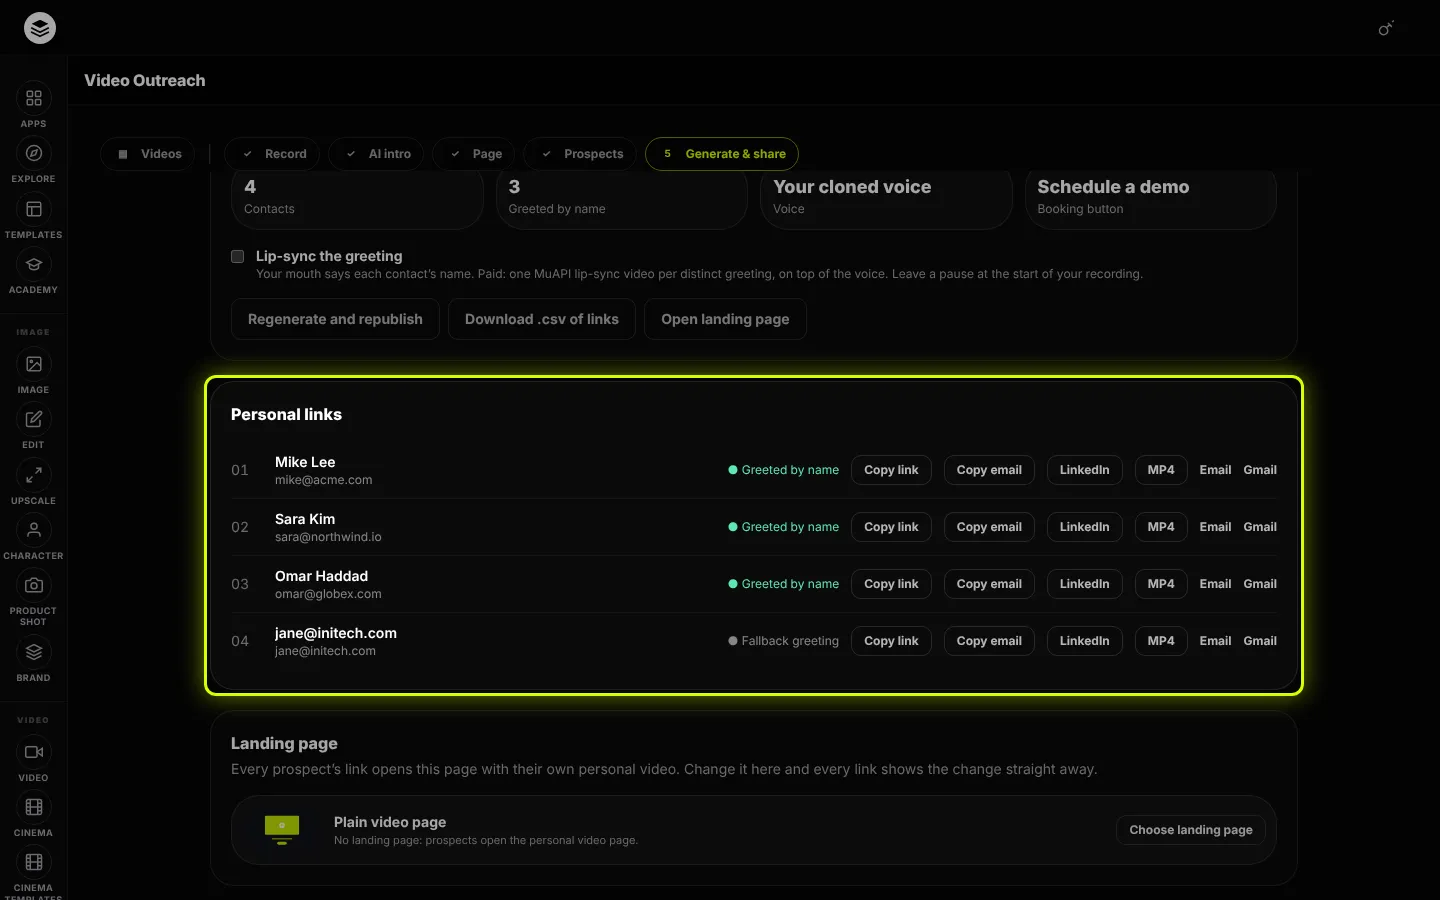 Video Outreach
APPS
EXPLORE
TEMPLATES
ACADEMY
IMAGE
IMAGE
EDIT
UPSCALE
CHARACTER
PRODUCT
SHOT
BRAND
VIDEO
VIDEO
CINEMA
CINEMA
TEMPLATES
Videos
Record
AI intro
Page
Prospects
5 Generate & share
4
Contacts
3
Greeted by name
Your cloned voice
Voice
Schedule a demo
Booking button
Lip-sync the greeting
Your mouth says each contact's name. Paid: one MuAPI lip-sync video per distinct greeting, on top of the voice. Leave a pause at the start of your recording.
Regenerate and republish
Download .csv of links
Open landing page
Personal links
01 Mike Lee Greeted by name Copy link Copy email LinkedIn MP4 Email Gmail
mike@acme.com
02 Sara Kim Greeted by name Copy link Copy email LinkedIn MP4 Email Gmail
sara@northwind.io
03 Omar Haddad Greeted by name Copy link Copy email LinkedIn MP4 Email Gmail
omar@globex.com
04 jane@initech.com Fallback greeting Copy link Copy email LinkedIn MP4 Email Gmail
jane@initech.com
Landing page
Every prospect's link opens this page with their own personal video. Change it here and every link shows the change straight away.
Plain video page
No landing page: prospects open the personal video page.
Choose landing page